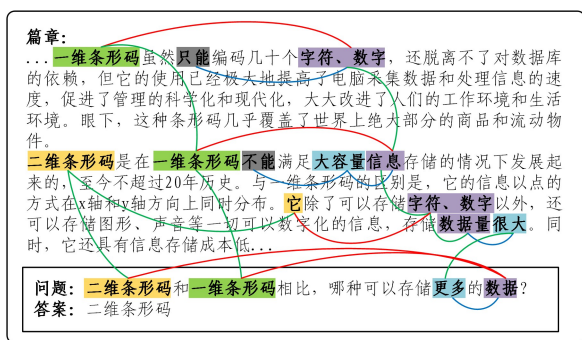 篇章:
...一维条形码虽然只能编码几十个字符、数字，还脱离不了对数据库
的依赖，但它的使用已经极大地提高了电脑采集数据和处理信息的速
度，促进了管理的科学化和现代化，大大改进了人们的工作环境和生活
环境。眼下，这种条形码几乎覆盖了世界上绝大部分的商品和流动物
件。
二维条形码是在一维条形码不能满足大容量信息存储的情况下发展起
来的，至今不超过20年历史。与一维条形码的区别是，它的信息以点的
方式在x轴和y轴方向上同时分布。它除了可以存储字符、数字以外，还
可以存储图形、声音等一切可以数字化的信息，存储数据量很大。同
时，它还具有信息存储成本低...
问题: 二维条形码和一维条形码相比，哪种可以存储更多的数据?
答案: 二维条形码